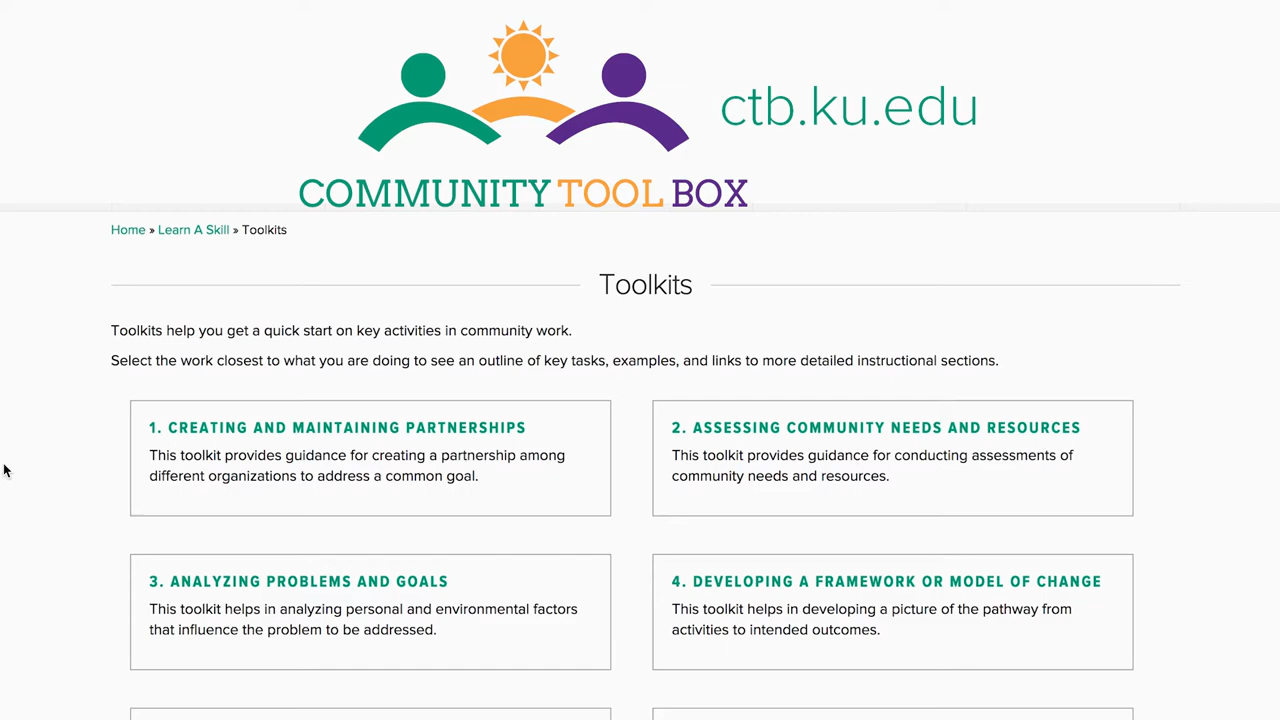 ctb.ku.edu
COMMUNITY TOOL BOX
Home » Learn A Skill » Toolkits
Toolkits
Toolkits help you get a quick start on key activities in community work.
Select the work closest to what you are doing to see an outline of key tasks, examples, and links to more detailed instructional sections.
1. CREATING AND MAINTAINING PARTNERSHIPS
This toolkit provides guidance for creating a partnership among
different organizations to address a common goal.
2. ASSESSING COMMUNITY NEEDS AND RESOURCES
This toolkit provides guidance for conducting assessments of
community needs and resources.
3. ANALYZING PROBLEMS AND GOALS
This toolkit helps in analyzing personal and environmental factors
that influence the problem to be addressed.
4. DEVELOPING A FRAMEWORK OR MODEL OF CHANGE
This toolkit helps in developing a picture of the pathway from
activities to intended outcomes.